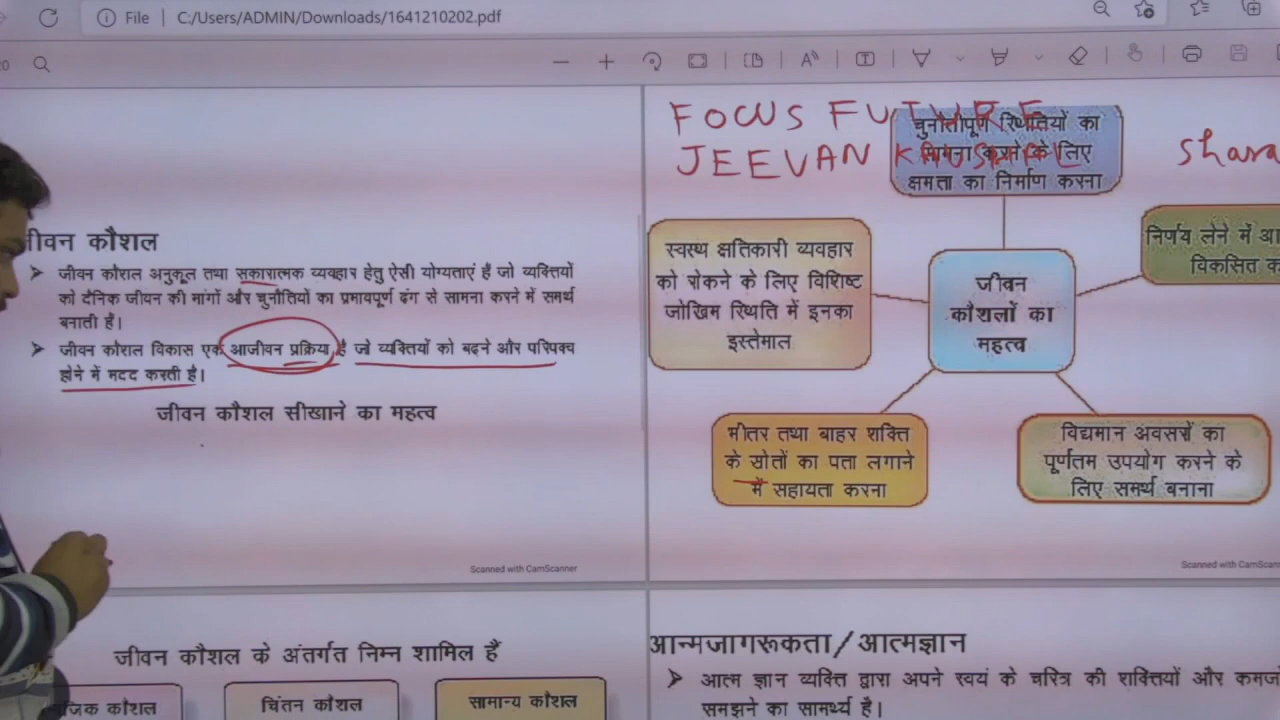 File | C:/Users/ADMIN/Downloads/1641210202.pdf
FOCUS FUTURE
JEEVAN KAUSHAL
चुनौतीपूर्ण स्थितियों का
सामना करने के लिए
क्षमता का निर्माण करना
जीवन कौशल
➤ जीवन कौशल अनुकूल तथा सकारात्मक व्यवहार हेतु ऐसी योग्यताएं हैं जो व्यक्तियों
को दैनिक जीवन की मांगों और चुनौतियों का प्रभावपूर्ण ढंग से सामना करने में समर्थ
बनाती हैं।
➤ जीवन कौशल विकास एक आजीवन प्रक्रिया है जो व्यक्तियों को बढ़ने और परिपक्व
होने में मदद करती है।
जीवन कौशल सीखाने का महत्व
Scanned with CamScanner
स्वस्थ क्षतिकारी व्यवहार
को रोकने के लिए विशिष्ट
जोखिम स्थिति में इनका
इस्तेमाल
जीवन
कौशलों का
महत्व
निर्णय लेने में
विकसित
भीतर तथा बाहर शक्ति
के स्रोतों का पता लगाने
में सहायता करना
विद्यमान अवसरों का
पूर्णतम उपयोग करने के
लिए समर्थ बनाना
Scanned with CamScann
जीवन कौशल के अंतर्गत निम्न शामिल हैं
कौशल
चिंतन कौशल
सामान्य कौशल
आत्मजागरूकता/आत्मज्ञान
➤ आत्म ज्ञान व्यक्ति द्वारा अपने स्वयं के चरित्र की शक्तियों और
समझने का सामर्थ्य है।